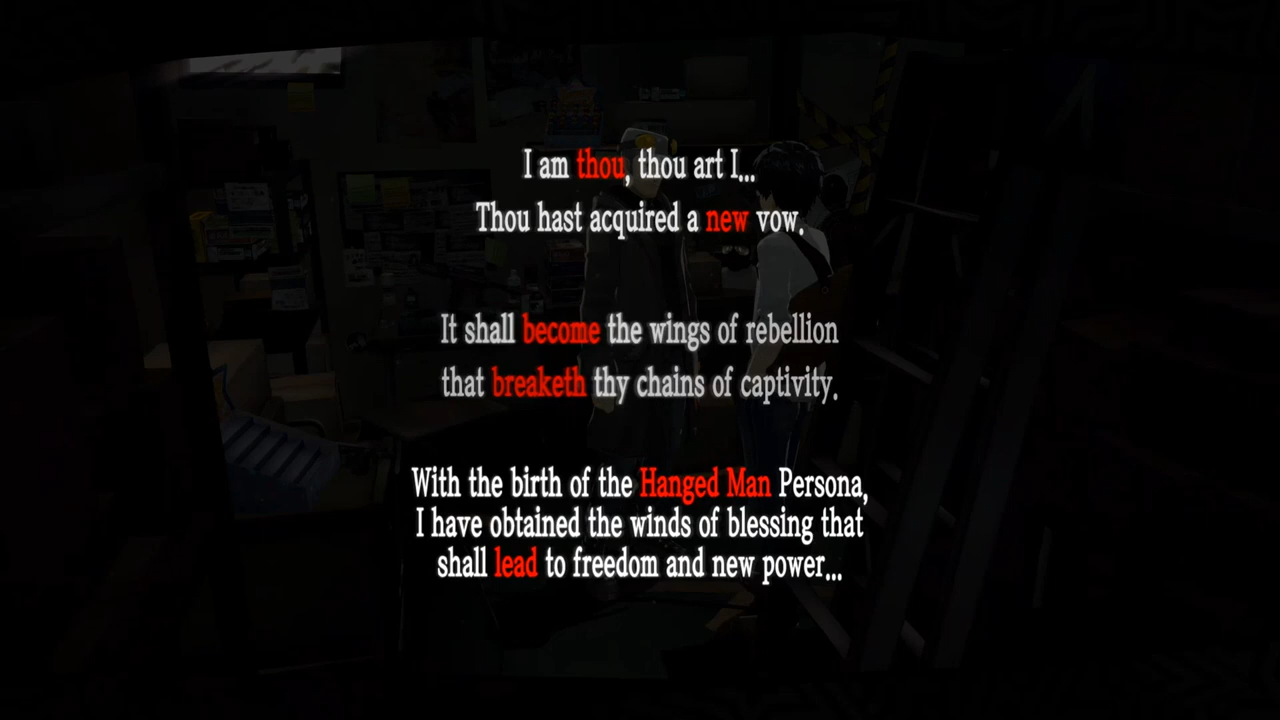 I am thou, thou art I...
Thou hast acquired a new vow.
It shall become the wings of rebellion
that breaketh thy chains of captivity.
With the birth of the Hanged Man Persona,
I have obtained the winds of blessing that
shall lead to freedom and new power...